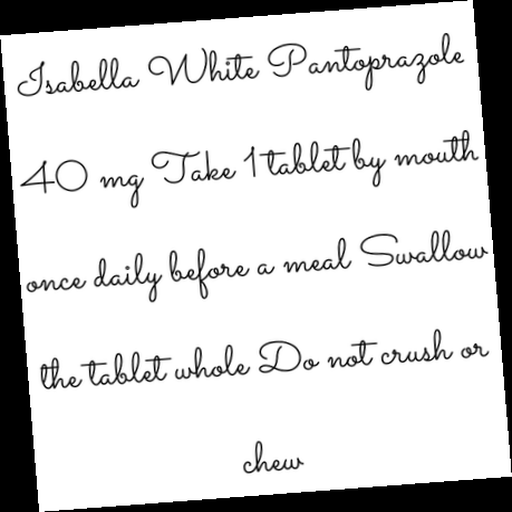 Isabella White Pantoprazole
40 mg Take 1 tablet by mouth
once daily before a meal Swallow
the tablet whole Do not crush or
chew